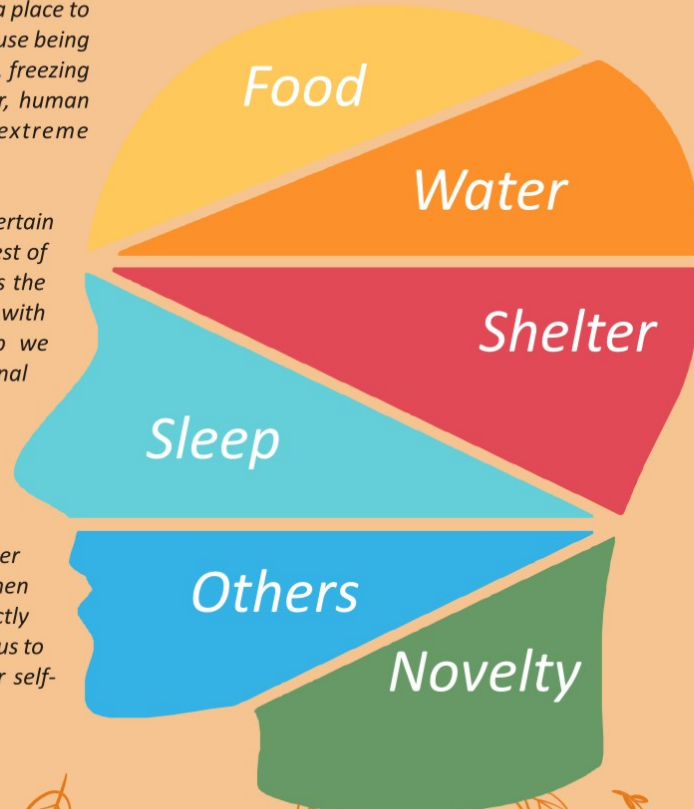 a place to
use being
freezing
human
extreme
Food
Water
ertain
est of
s the
with
we
nal
Shelter
Sleep
er
hen
ctly
us to
r self-
Others
Novelty